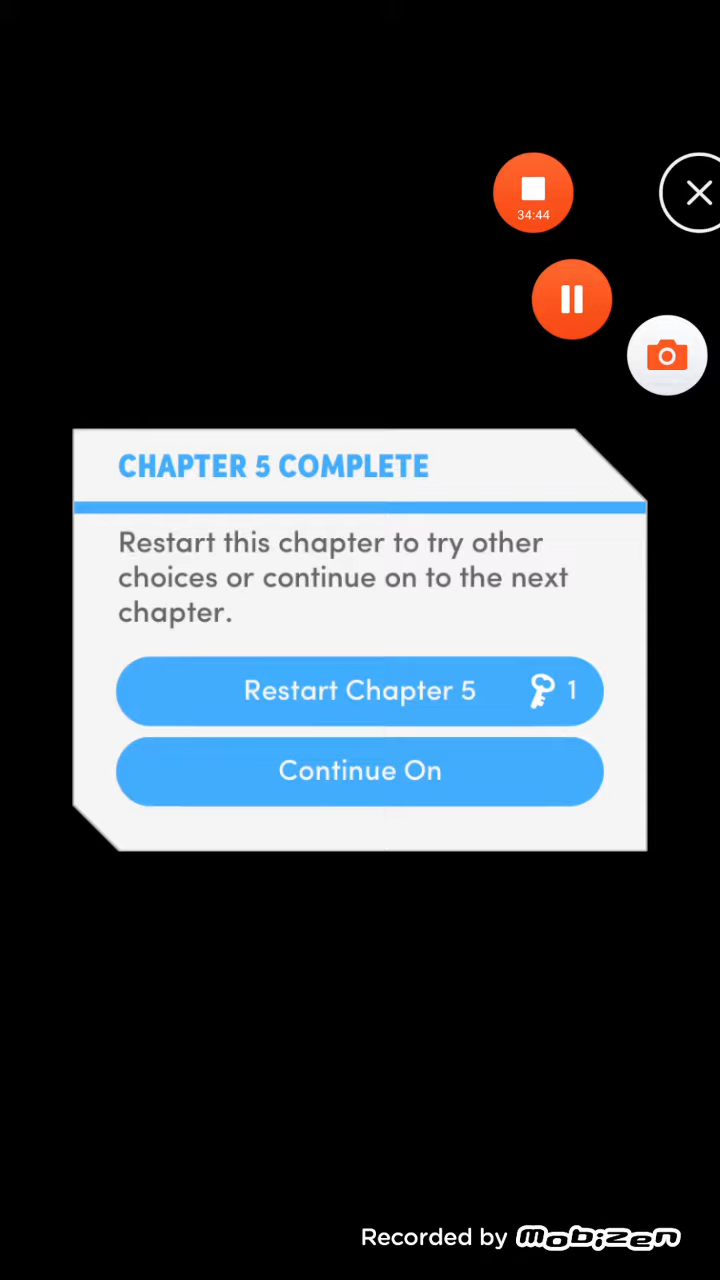 34:44
CHAPTER 5 COMPLETE
Restart this chapter to try other
choices or continue on to the next
chapter.
Restart Chapter 5 1
Continue On
Recorded by mobizen